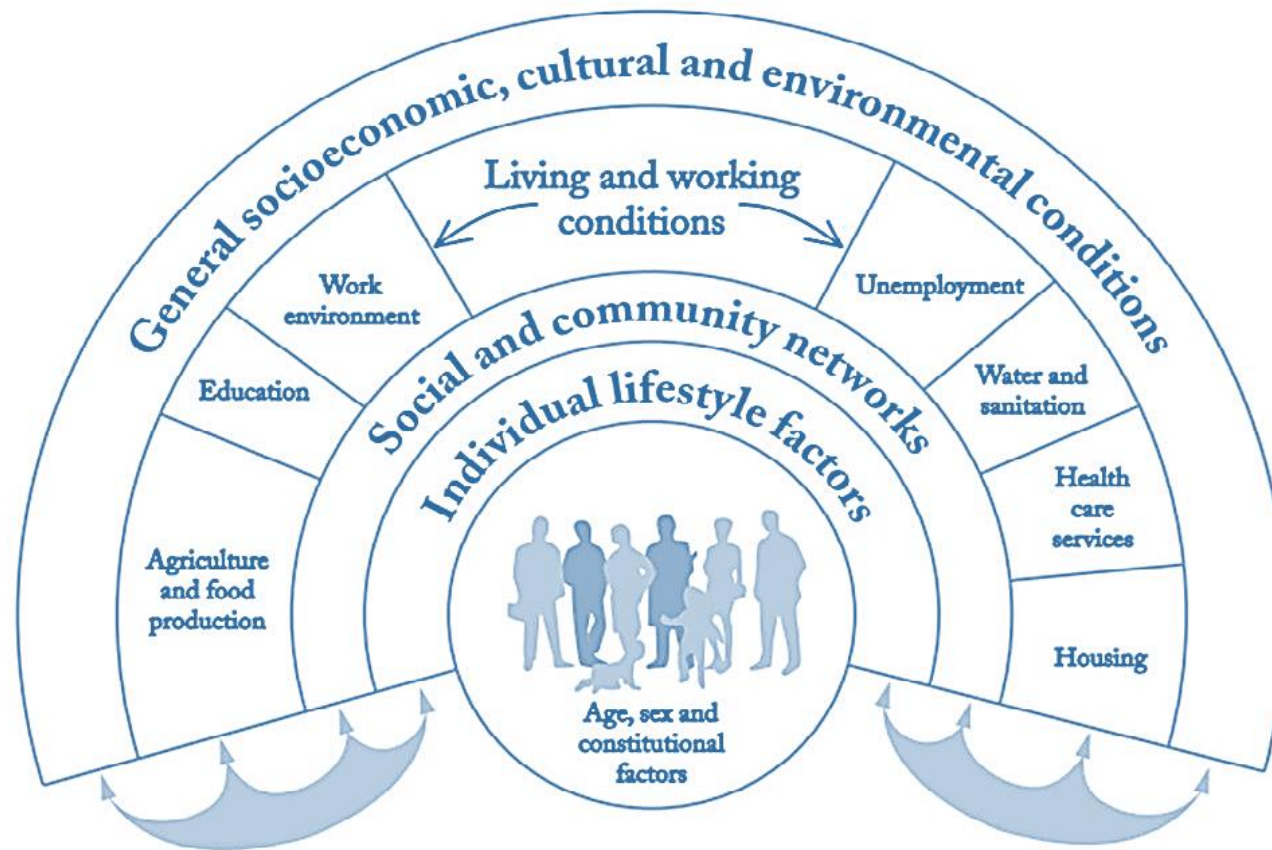 General socioeconomic, cultural and environmental conditions
Living and working
conditions
Work
environment
Unemployment
Education
Water and
sanitation
Agriculture
and food
production
Health
care
services
Housing
Social and community networks
Individual lifestyle factors
Age, sex and
constitutional
factors